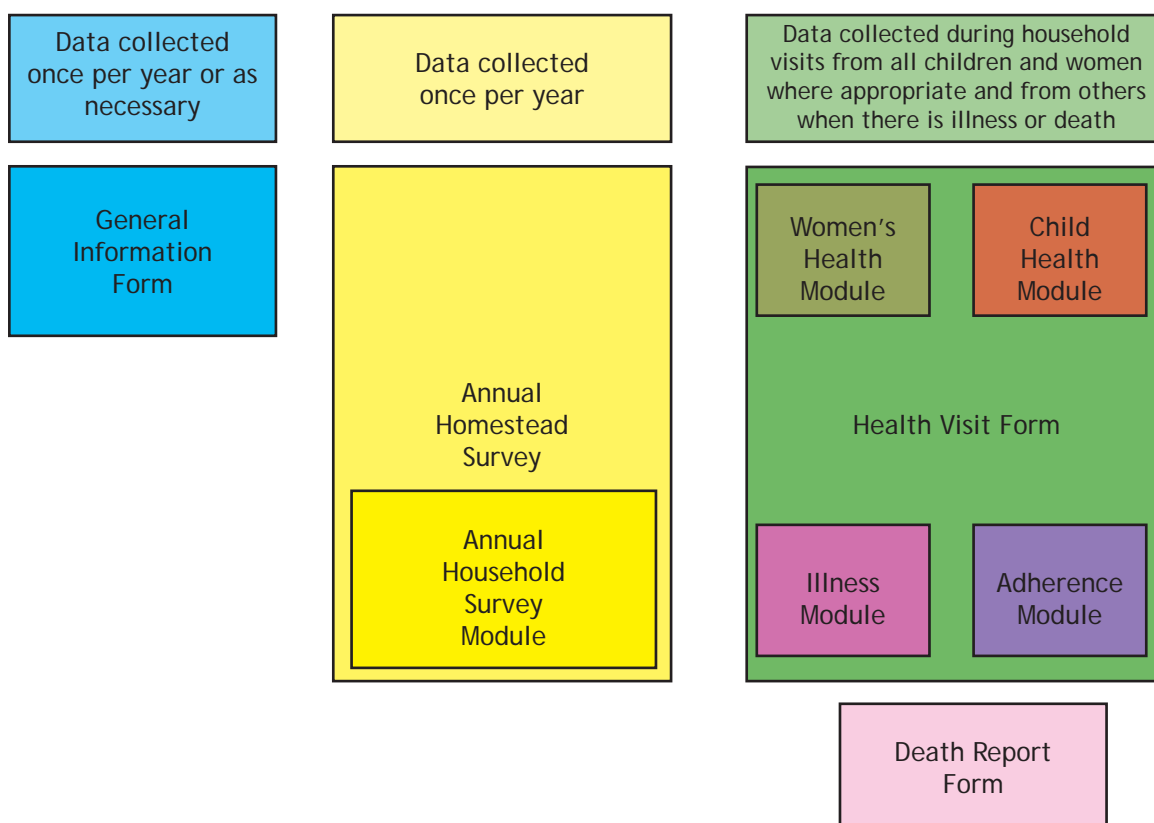 Data collected
once per year or as
necessary
Data collected
once per year
Data collected during household
visits from all children and women
where appropriate and from others
when there is illness or death
General
Information
Form
Annual
Homestead
Survey
Annual
Household
Survey
Module
Women's
Health
Module
Child
Health
Module
Health Visit Form
Illness
Module
Adherence
Module
Death Report
Form